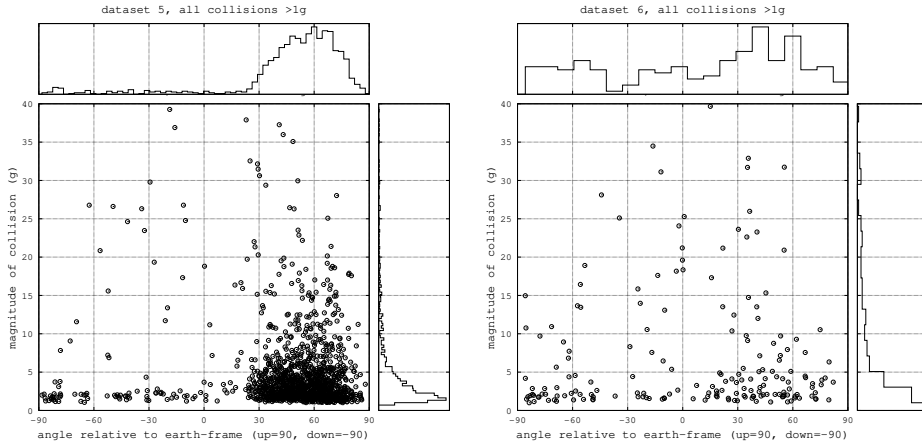 dataset 5, all collisions >1g
40
35
30
25
20
15
10
5
0
magnitude of collision (g)
-90 -60 -30 0 30 60 90
angle relative to earth-frame (up=90, down=-90)
dataset 6, all collisions >1g
40
35
30
25
20
15
10
5
0
magnitude of collision (g)
-90 -60 -30 0 30 60 90
angle relative to earth-frame (up=90, down=-90)